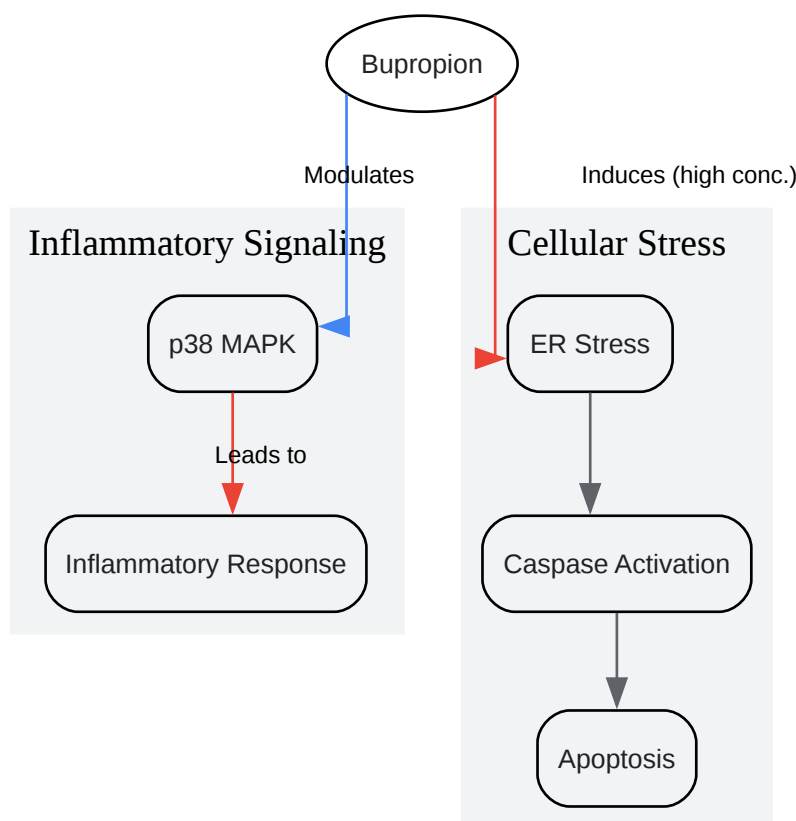 Bupropion
Modulates
Induces (high conc.)
Inflammatory Signaling
Cellular Stress
p38 MAPK
ER Stress
Leads to
Inflammatory Response
Caspase Activation
Apoptosis